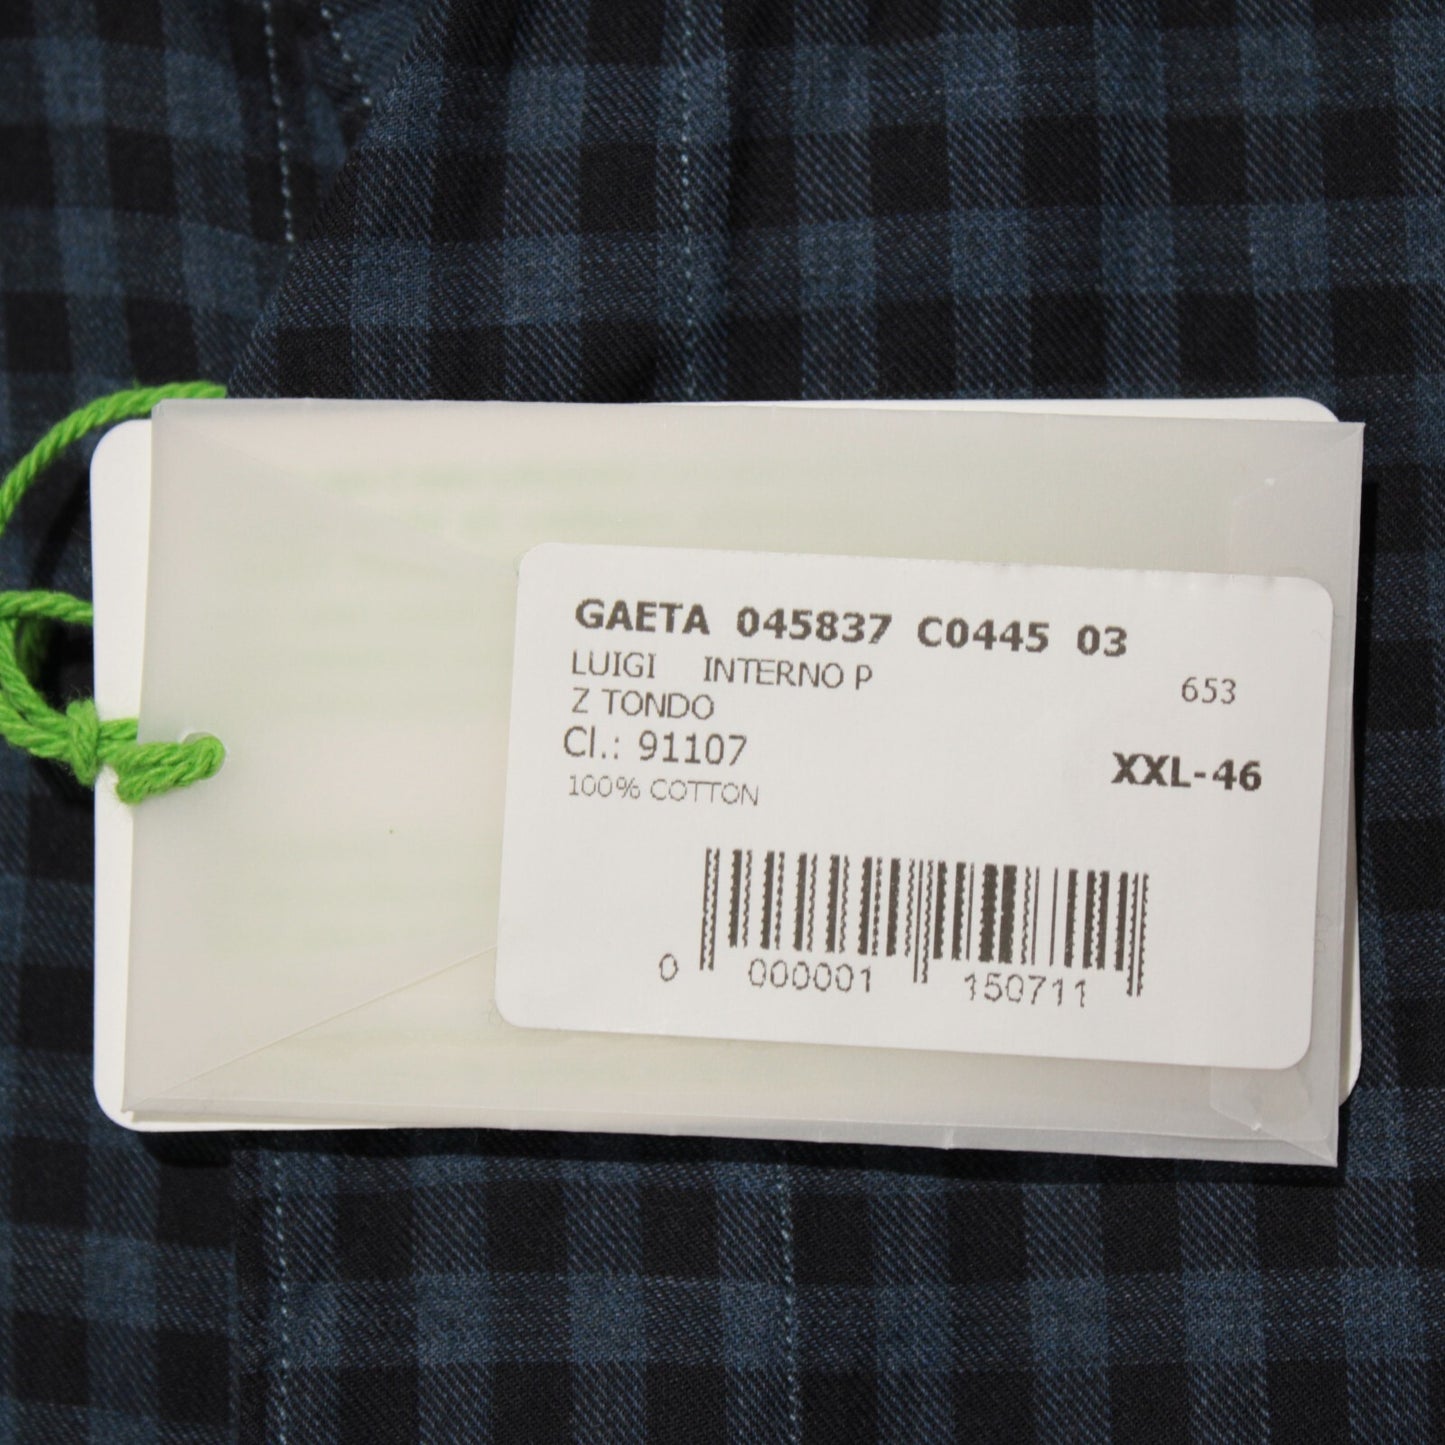 GAETA 045837 C0445 03
LUIGI INTERNO P
653
Z TONDO
Cl.: 91107
XXL-46
100% COTTON
0 000001 150711